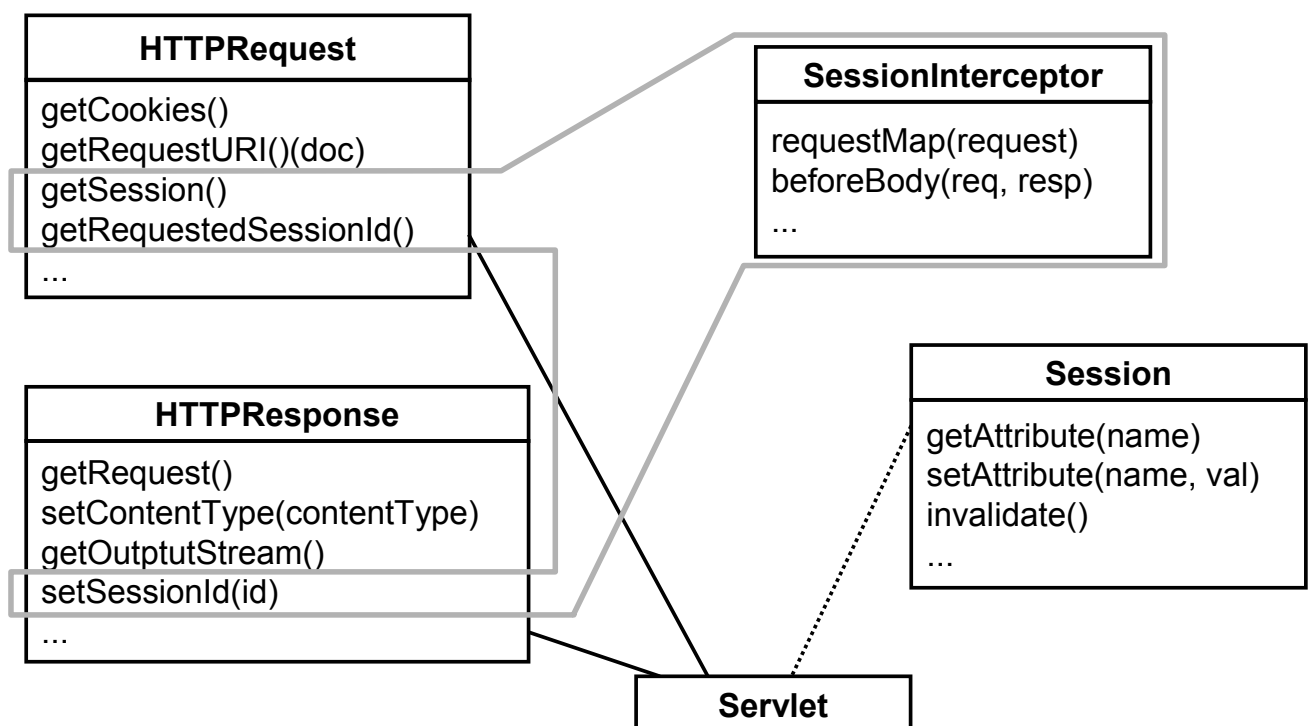 HTTPRequest
getCookies()
getRequestURI()(doc)
getSession()
getRequestedSessionId()
...
SessionInterceptor
requestMap(request)
beforeBody(req, resp)
...
HTTPResponse
getRequest()
setContentType(contentType)
getOutptutStream()
setSessionId(id)
...
Session
getAttribute(name)
setAttribute(name, val)
invalidate()
...
Servlet